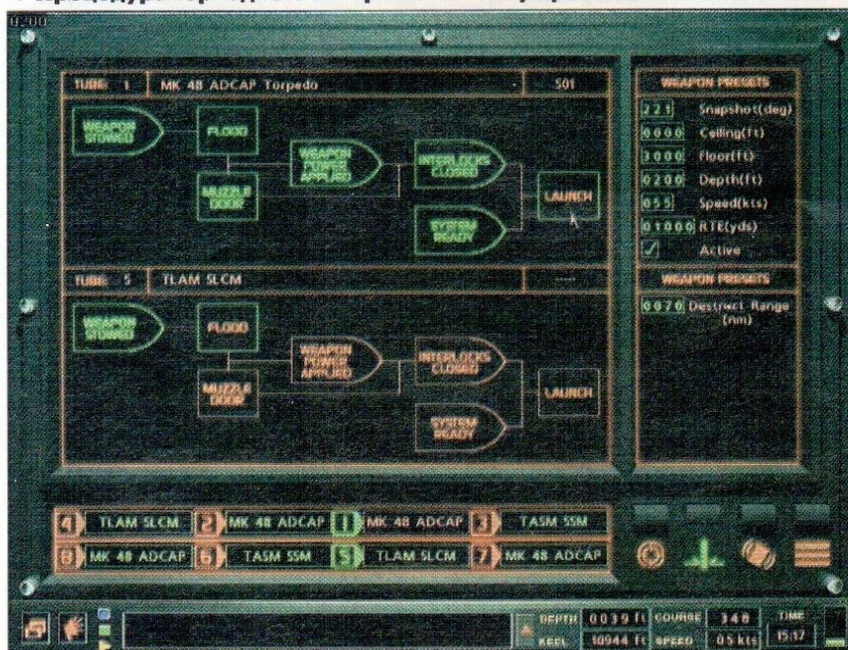 0200
TUBE: 1 MK 48 ADCAP Torpedo S01
WEAPON STOWED
FLOOD
MUZZLE DOOR
WEAPON POWER APPLIED
INTERLOCKS CLOSED
SYSTEM READY
LAUNCH
TUBE: 5 TLAM SLCM ----
WEAPON STOWED
FLOOD
MUZZLE DOOR
WEAPON POWER APPLIED
INTERLOCKS CLOSED
SYSTEM READY
LAUNCH
WEAPON PRESETS
221 Snapshot(deg)
0000 Ceiling(ft)
3000 Floor(ft)
0200 Depth(ft)
055 Speed(kts)
01000 RTE(yds)
Active
WEAPON PRESETS
0070 Destruct Range
(nm)
4 TLAM SLCM 2 MK 48 ADCAP 1 MK 48 ADCAP 3 TASM SSM
8 MK 48 ADCAP 6 TASM SSM 5 TLAM SLCM 7 MK 48 ADCAP
DEPTH 0039 ft COURSE 348 TIME
KEEL 10944 ft SPEED 05 kts 15:17